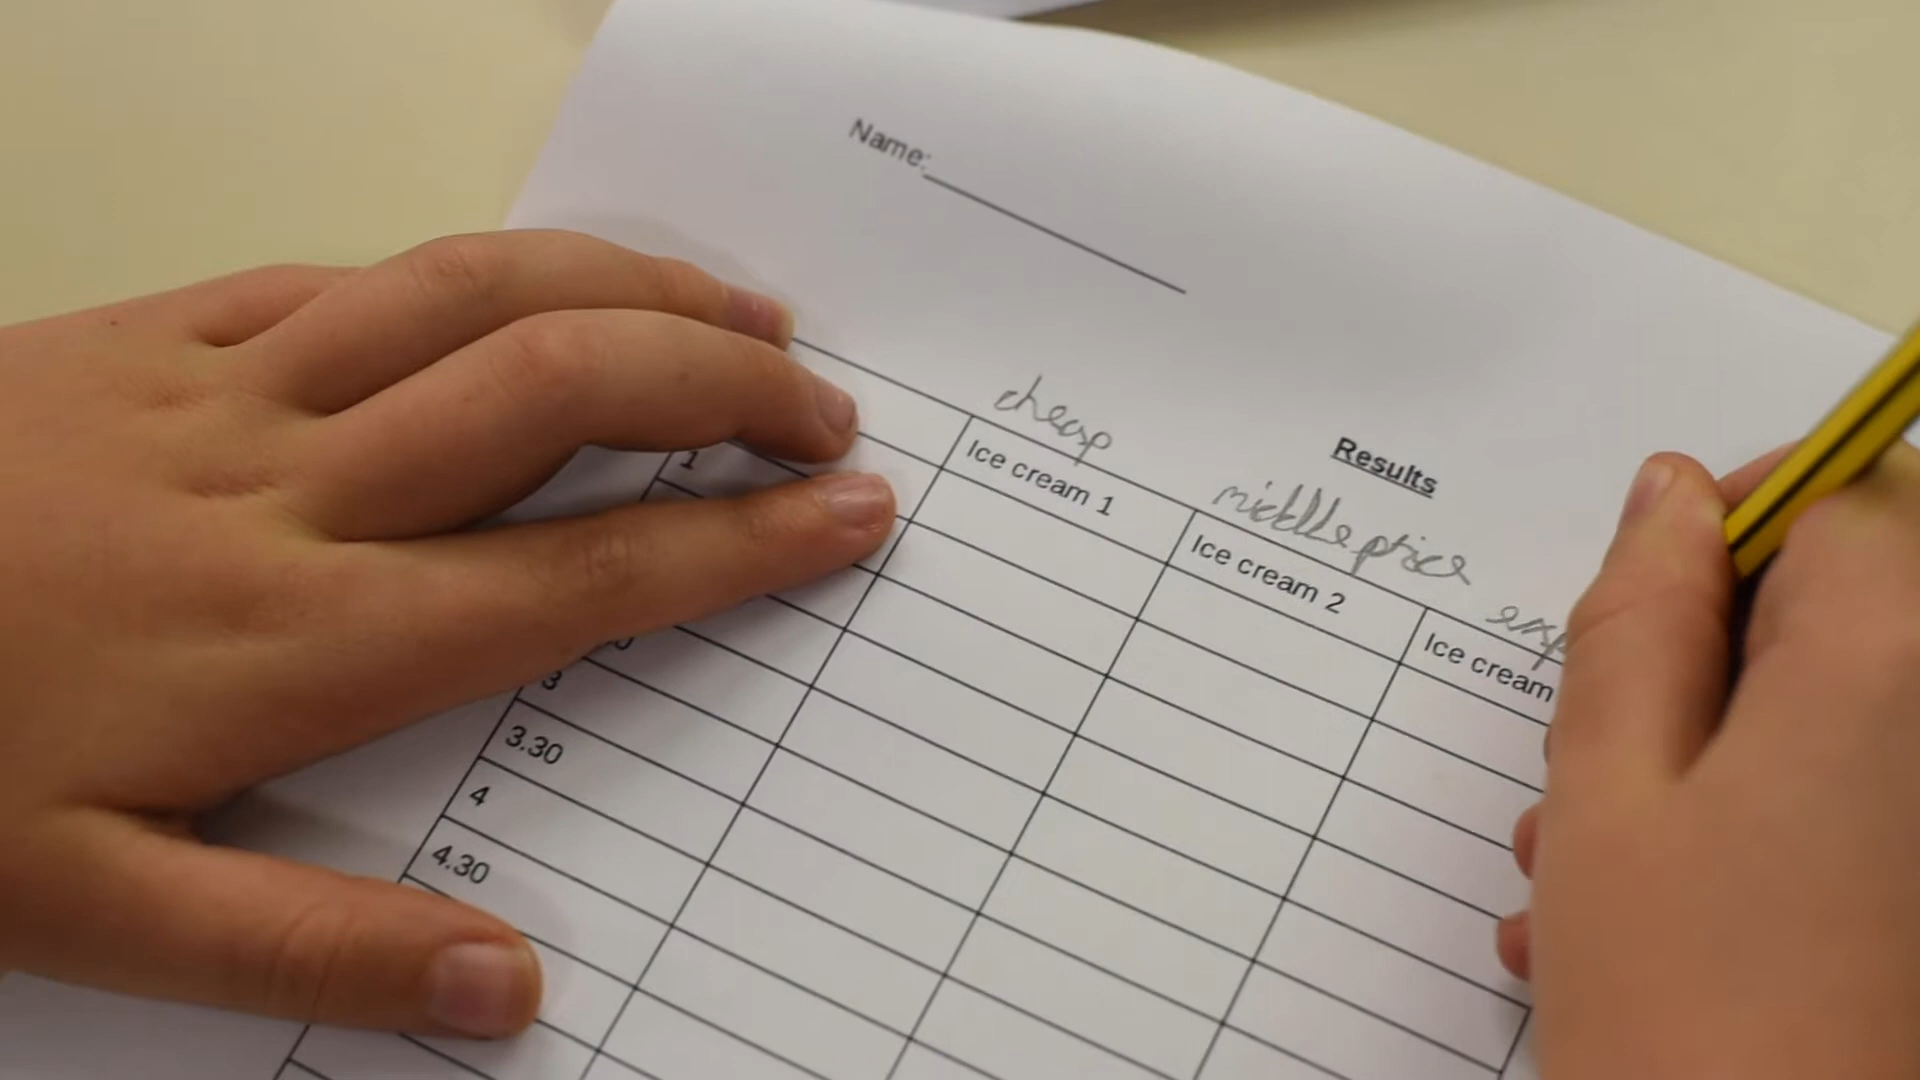 Name:
Results
cheap
middle price
exp
Ice cream 1
Ice cream 2
Ice cream
1
3
3.30
4
4.30